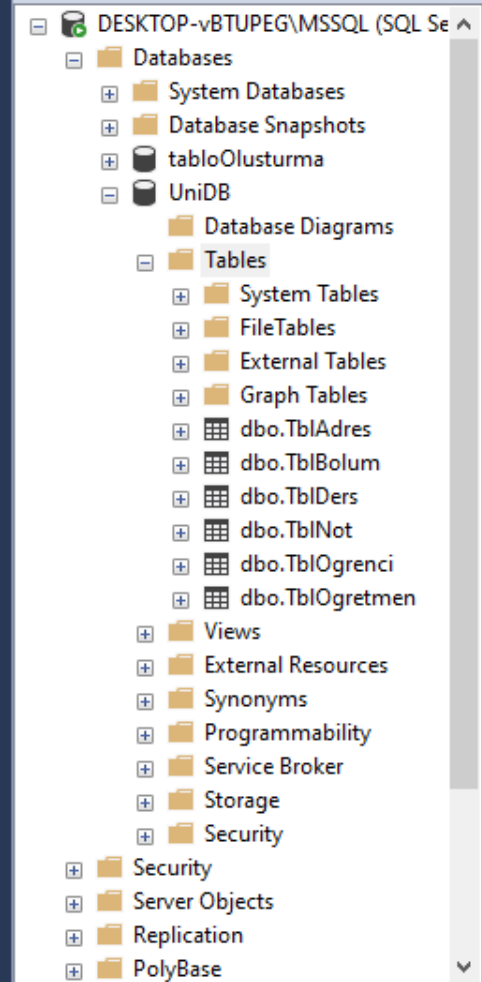 DESKTOP-vBTUPEG\MSSQL (SQL Se
Databases
System Databases
Database Snapshots
tabloOlusturma
UniDB
Database Diagrams
Tables
System Tables
FileTables
External Tables
Graph Tables
dbo.TblAdres
dbo.TblBolum
dbo.TblDers
dbo.TblNot
dbo.TblOgrenci
dbo.TblOgretmen
Views
External Resources
Synonyms
Programmability
Service Broker
Storage
Security
Security
Server Objects
Replication
PolyBase